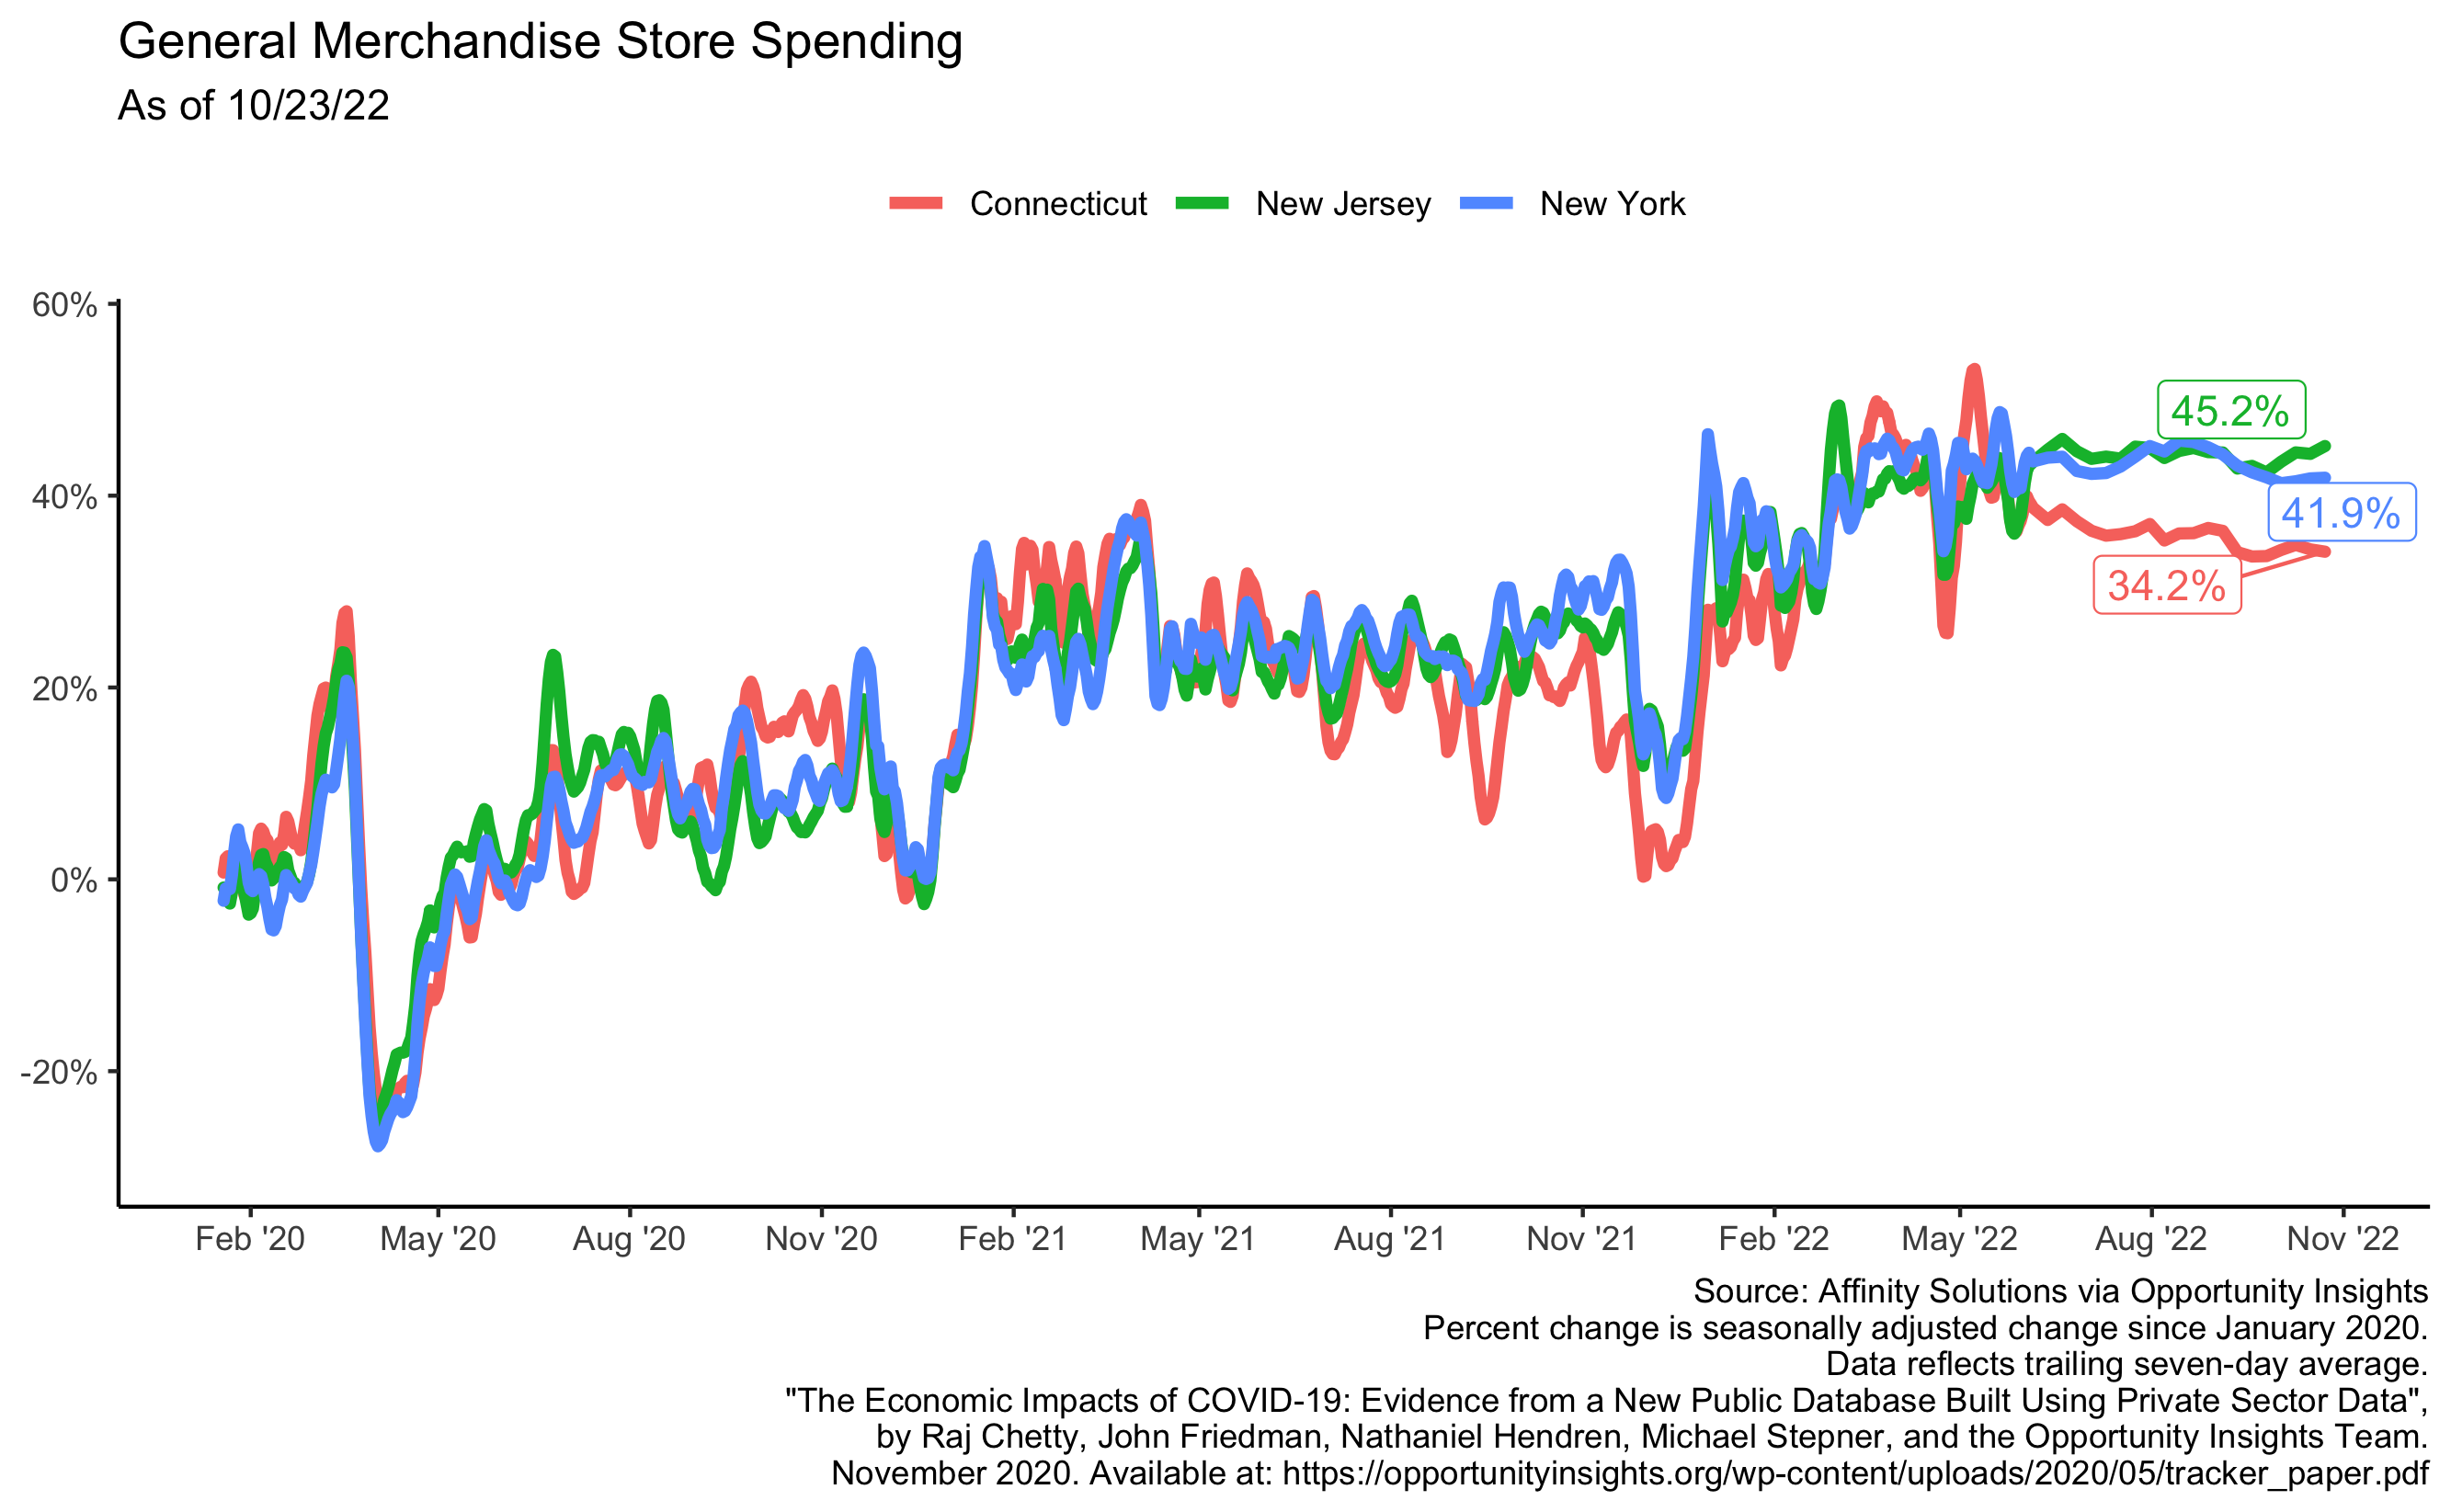 General Merchandise Store Spending
As of 10/23/22
Connecticut New Jersey New York
60%
40%
20%
0%
-20%
45.2%
41.9%
34.2%
Feb '20 May '20 Aug '20 Nov '20 Feb '21 May '21 Aug '21 Nov '21 Feb '22 May '22 Aug '22 Nov '22
Source: Affinity Solutions via Opportunity Insights
Percent change is seasonally adjusted change since January 2020.
Data reflects trailing seven-day average.
"The Economic Impacts of COVID-19: Evidence from a New Public Database Built Using Private Sector Data",
by Raj Chetty, John Friedman, Nathaniel Hendren, Michael Stepner, and the Opportunity Insights Team.
November 2020. Available at: https://opportunityinsights.org/wp-content/uploads/2020/05/tracker_paper.pdf